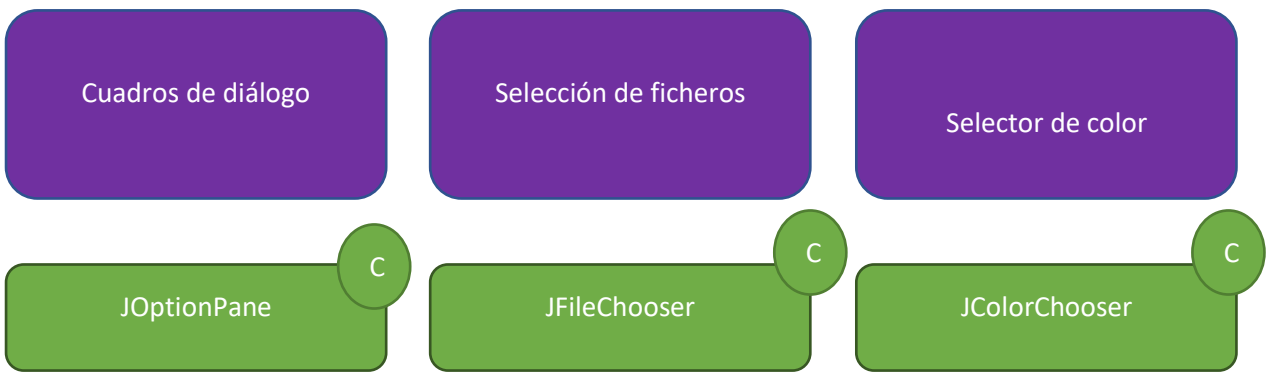 Cuadros de diálogo
Selección de ficheros
Selector de color
C
C
C
JOptionPane
JFileChooser
JColorChooser